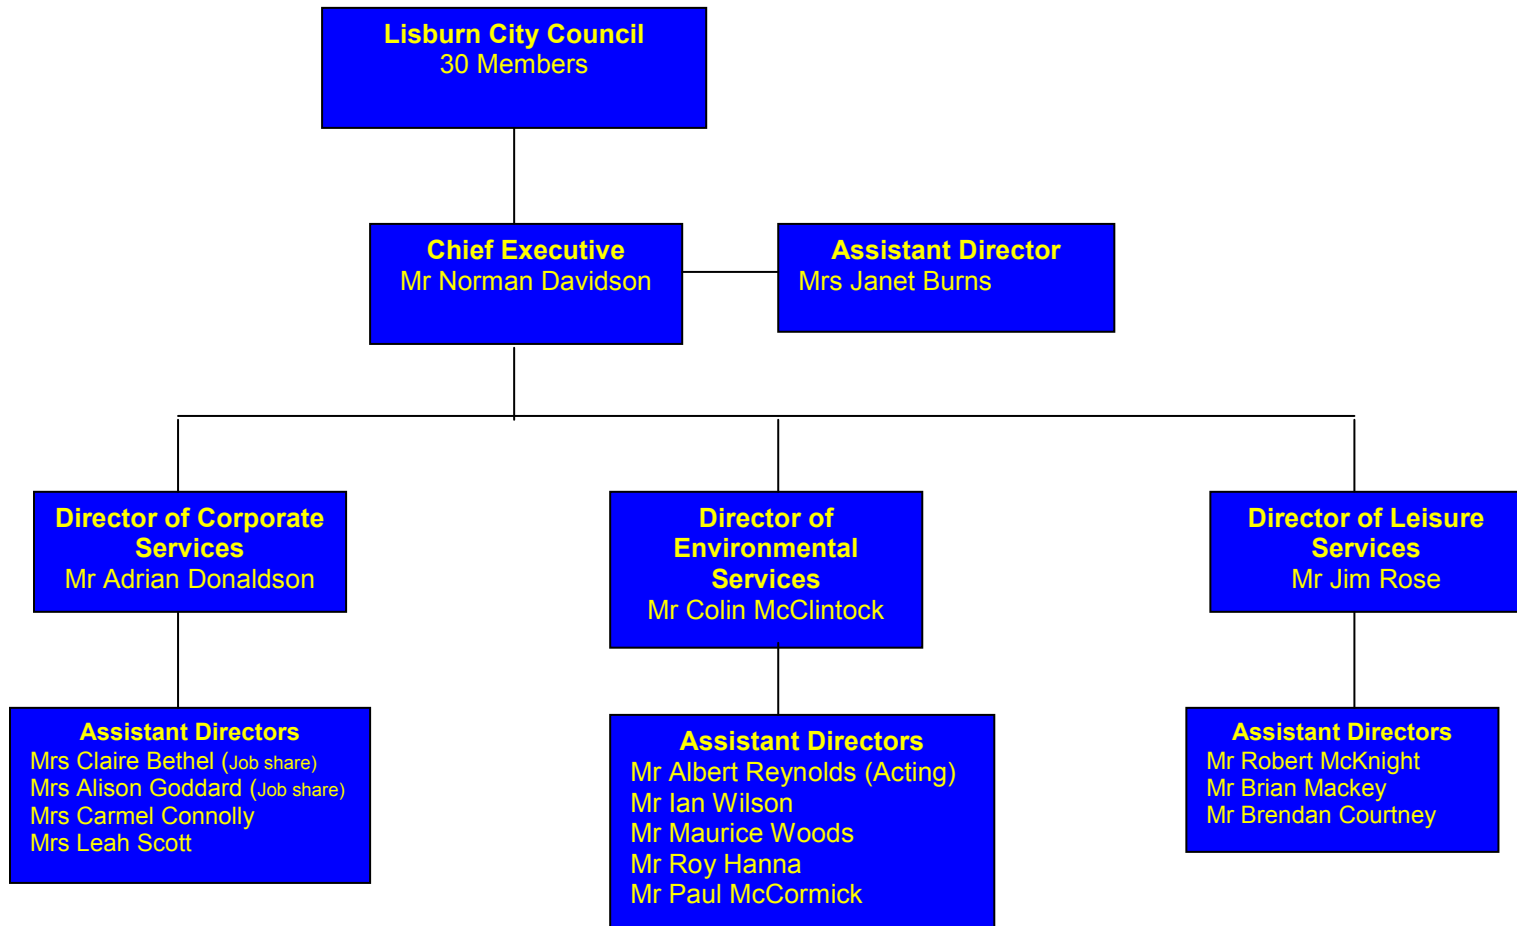 Lisburn City Council
30 Members
Chief Executive
Mr Norman Davidson
Assistant Director
Mrs Janet Burns
Director of Corporate
Services
Mr Adrian Donaldson
Director of
Environmental
Services
Mr Colin McClintock
Director of Leisure
Services
Mr Jim Rose
Assistant Directors
Mrs Claire Bethel (Job share)
Mrs Alison Goddard (Job share)
Mrs Carmel Connolly
Mrs Leah Scott
Assistant Directors
Mr Albert Reynolds (Acting)
Mr Ian Wilson
Mr Maurice Woods
Mr Roy Hanna
Mr Paul McCormick
Assistant Directors
Mr Robert McKnight
Mr Brian Mackey
Mr Brendan Courtney